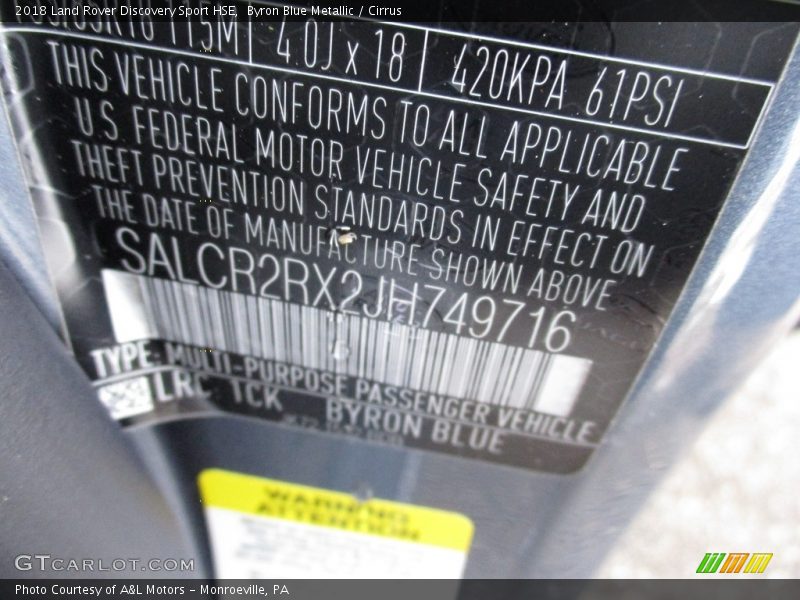 2018 Land Rover Discovery Sport HSE, Byron Blue Metallic / Cirrus
115M 4.0J x 18 420KPA 61PSI
THIS VEHICLE CONFORMS TO ALL APPLICABLE
U.S. FEDERAL MOTOR VEHICLE SAFETY AND
THEFT PREVENTION STANDARDS IN EFFECT ON
THE DATE OF MANUFACTURE SHOWN ABOVE
SALCR2RX2JH749716
TYPE: MULTI-PURPOSE PASSENGER VEHICLE
LRC 1CK BYRON BLUE
WARNING
ATTENTION
GTCARLOT.COM
Photo Courtesy of A&L Motors – Monroeville, PA